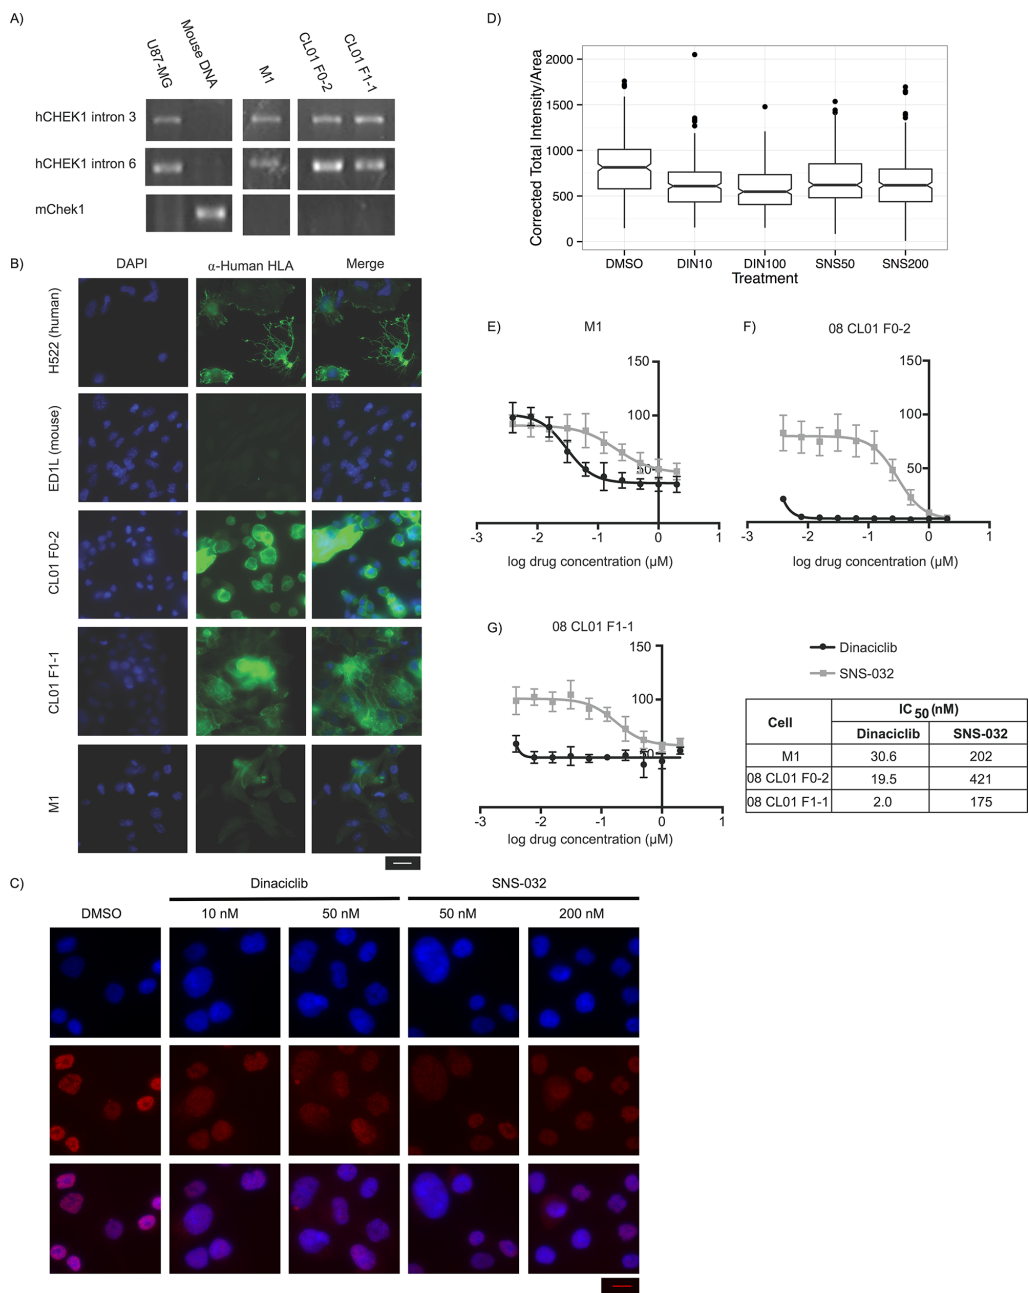 A)
U87-MG
Mouse DNA
M1
CL01 F0-2
CL01 F1-1
hCHEK1 intron 3
hCHEK1 intron 6
mChek1
B)
DAPI
α-Human HLA
Merge
H522 (human)
ED1L (mouse)
CL01 F0-2
CL01 F1-1
M1
C)
Dinaciclib
SNS-032
DMSO
10 nM
50 nM
50 nM
200 nM
D)
Corrected Total Intensity/Area
2000
1500
1000
500
0
DMSO
DIN10
DIN100
SNS50
SNS200
Treatment
E)
M1
150
100
50
-3
-2
-1
0
1
log drug concentration (µM)
F)
08 CL01 F0-2
150
100
50
-3
-2
-1
0
1
log drug concentration (µM)
G)
08 CL01 F1-1
150
100
50
-3
-2
-1
0
1
log drug concentration (µM)
Dinaciclib
SNS-032
Cell
IC50 (nM)
Dinaciclib
SNS-032
M1 30.6 202
08 CL01 F0-2 19.5 421
08 CL01 F1-1 2.0 175